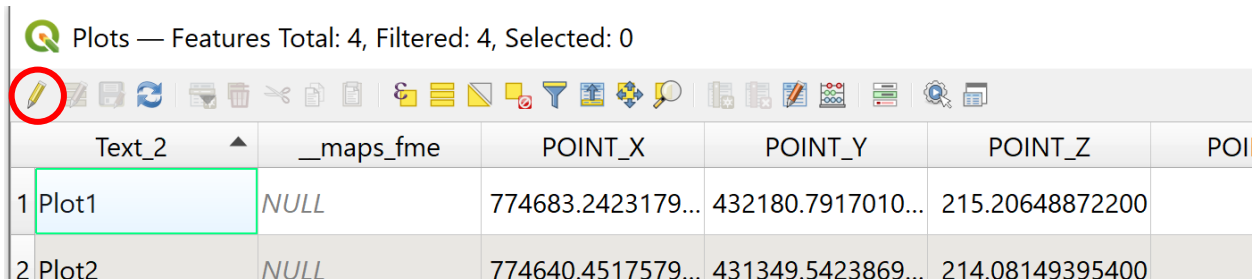 Plots — Features Total: 4, Filtered: 4, Selected: 0
Text_2 __maps_fme POINT_X POINT_Y POINT_Z POI
1 Plot1 NULL 774683.2423179... 432180.7917010... 215.20648872200
2 Plot2 NULL 774640.4517579... 431349.5423869... 214.08149395400